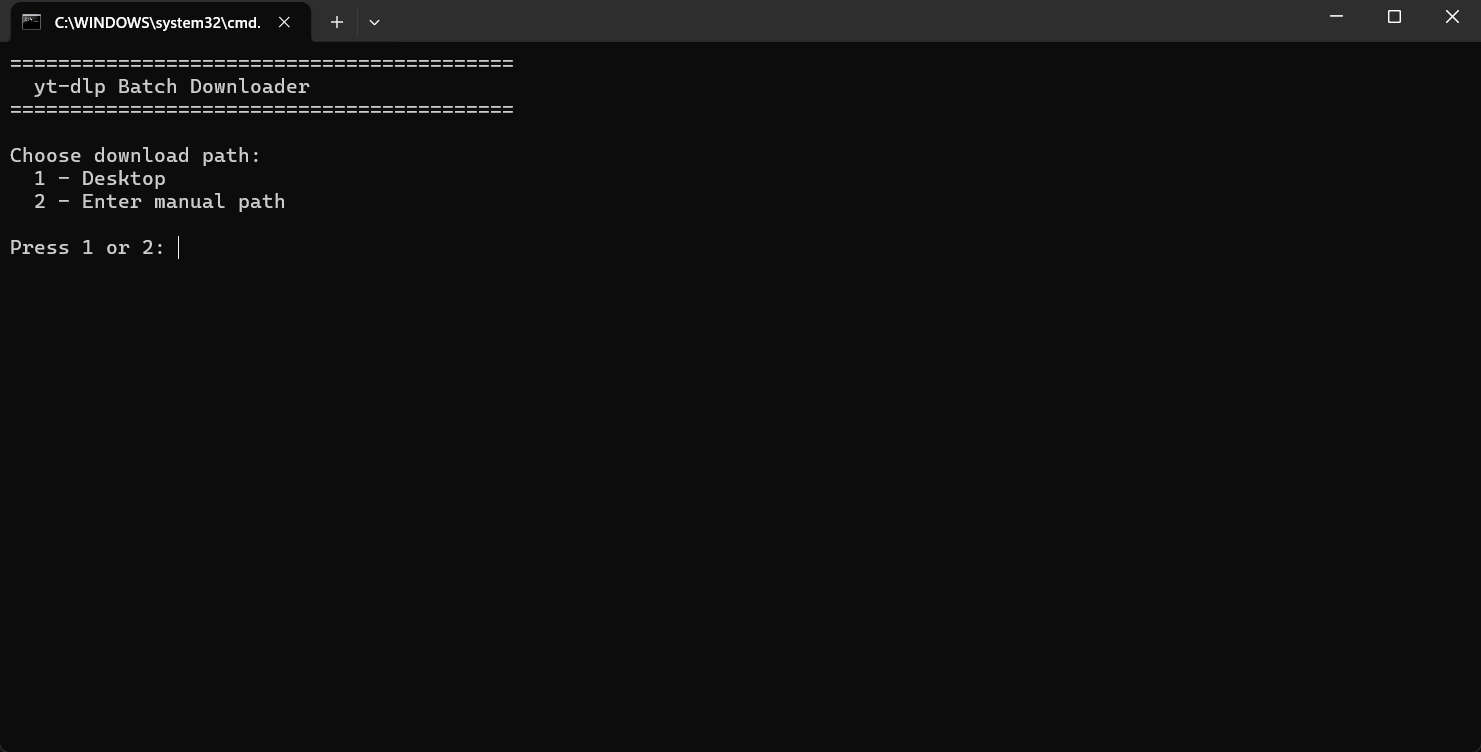 C:\WINDOWS\system32\cmd.
==========================================
yt-dlp Batch Downloader
==========================================
Choose download path:
1 - Desktop
2 - Enter manual path
Press 1 or 2: